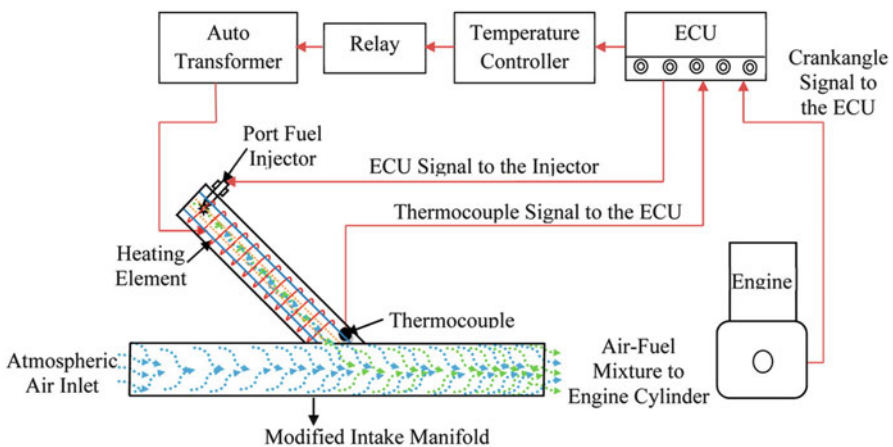 Auto
Transformer
Relay
Temperature
Controller
ECU
Crankangle
Signal to
the ECU
Port Fuel
Injector
ECU Signal to the Injector
Thermocouple Signal to the ECU
Heating
Element
Engine
Thermocouple
Atmospheric
Air Inlet
Air-Fuel
Mixture to
Engine Cylinder
Modified Intake Manifold